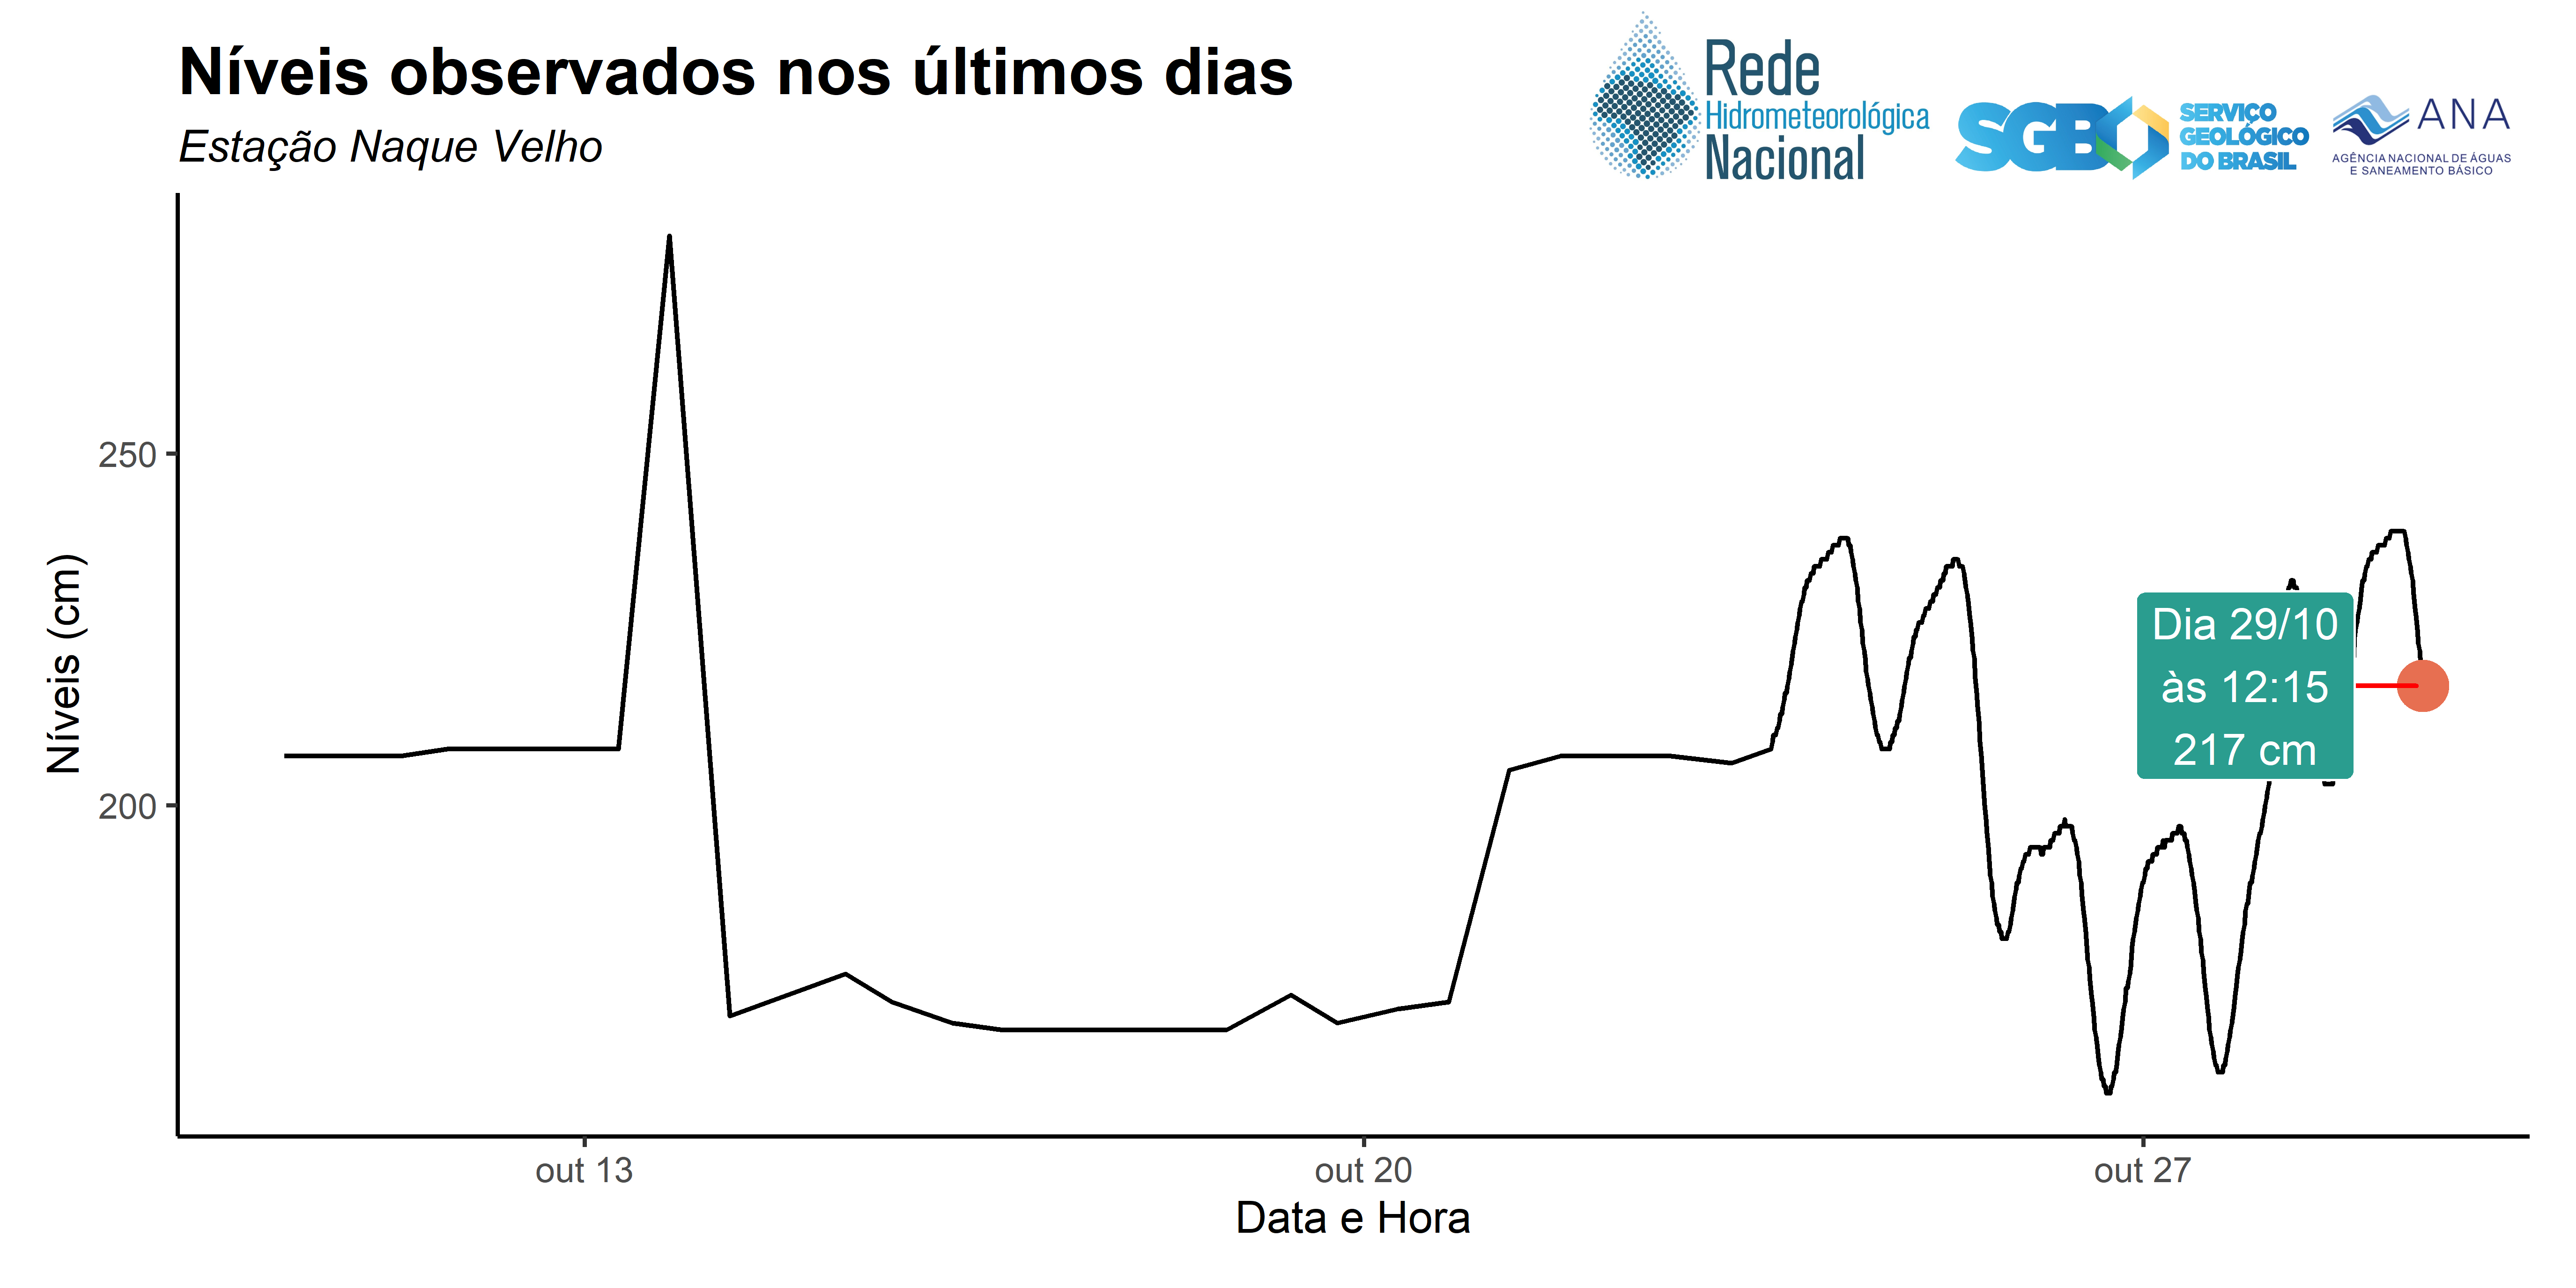 Níveis observados nos últimos dias
Estação Naque Velho
Rede
Hidrometeorológica
Nacional
SGB
SERVIÇO
GEOLÓGICO
DO BRASIL
ANA
AGÊNCIA NACIONAL DE ÁGUAS
E SANEAMENTO BÁSICO
Níveis (cm)
250
200
Dia 29/10
às 12:15
217 cm
out 13
out 20
out 27
Data e Hora